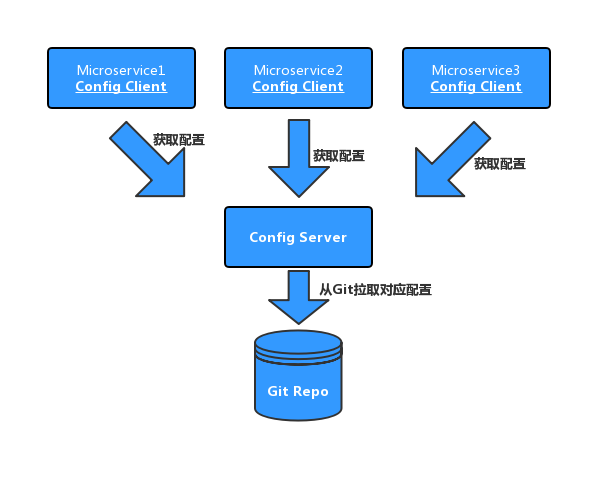 Microservice1
Config Client
Microservice2
Config Client
Microservice3
Config Client
获取配置
获取配置
获取配置
Config Server
从Git拉取对应配置
Git Repo